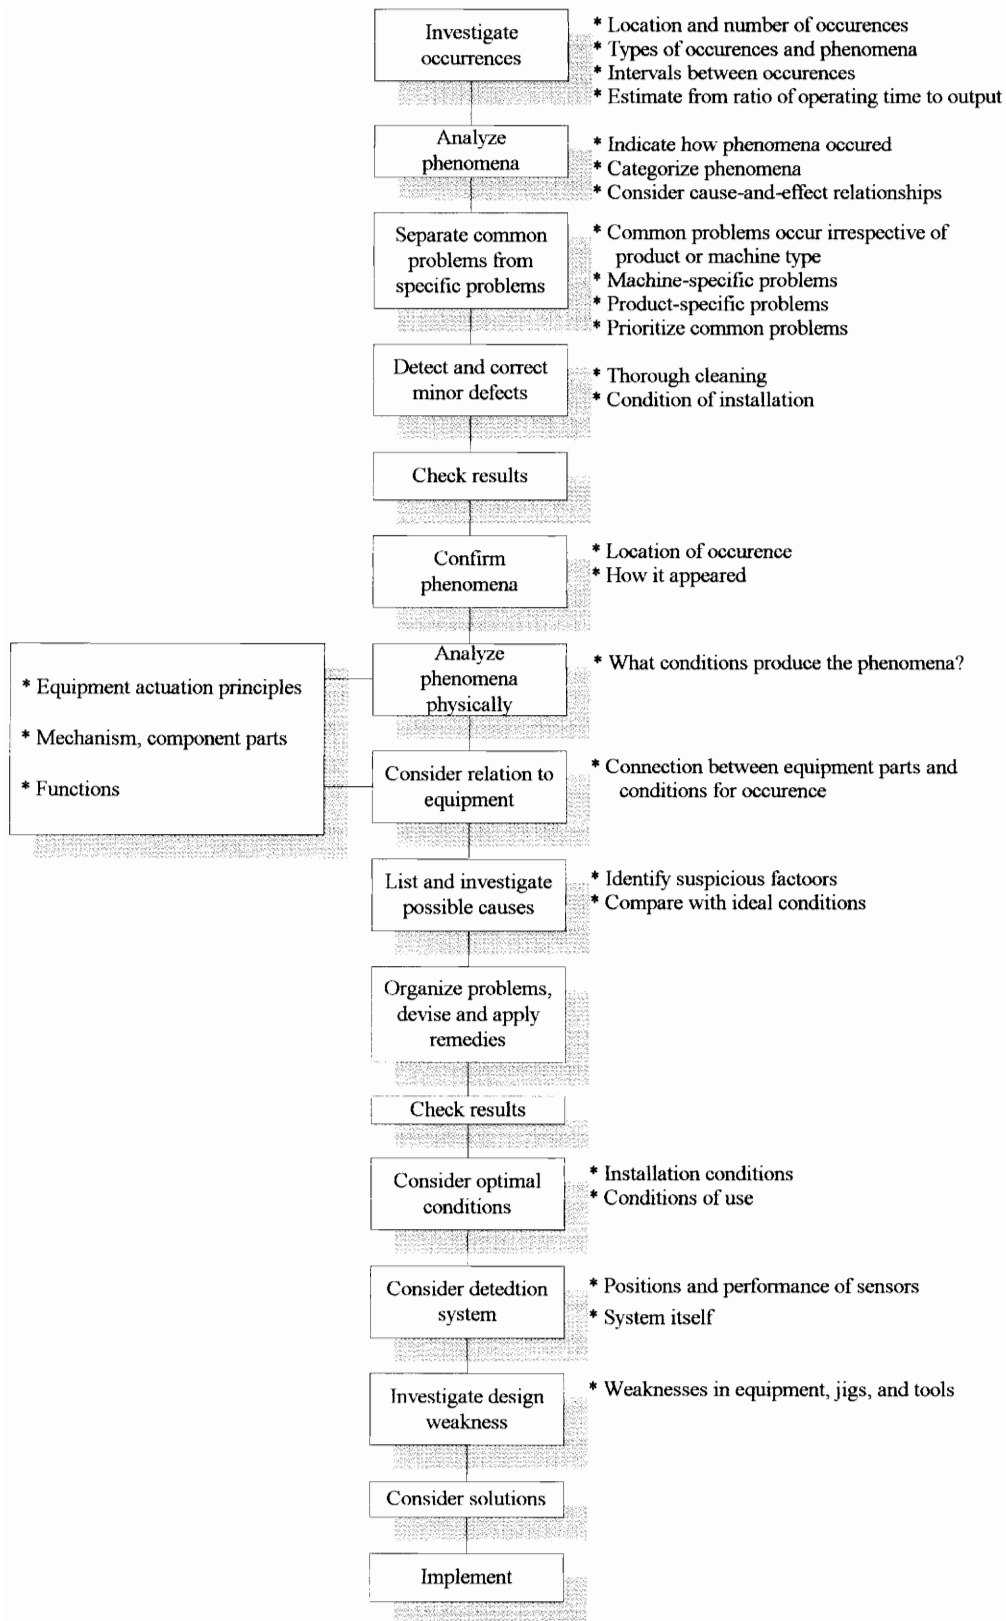 Investigate
occurrences
* Location and number of occurences
* Types of occurences and phenomena
* Intervals between occurences
* Estimate from ratio of operating time to output
Analyze
phenomena
* Indicate how phenomena occured
* Categorize phenomena
* Consider cause-and-effect relationships
Separate common
problems from
specific problems
* Common problems occur irrespective of
product or machine type
* Machine-specific problems
* Product-specific problems
* Prioritize common problems
Detect and correct
minor defects
* Thorough cleaning
* Condition of installation
Check results
Confirm
phenomena
* Location of occurence
* How it appeared
* Equipment actuation principles
* Mechanism, component parts
* Functions
Analyze
phenomena
physically
* What conditions produce the phenomena?
Consider relation to
equipment
* Connection between equipment parts and
conditions for occurence
List and investigate
possible causes
* Identify suspicious factoors
* Compare with ideal conditions
Organize problems,
devise and apply
remedies
Check results
Consider optimal
conditions
* Installation conditions
* Conditions of use
Consider detedtion
system
* Positions and performance of sensors
* System itself
Investigate design
weakness
* Weaknesses in equipment, jigs, and tools
Consider solutions
Implement